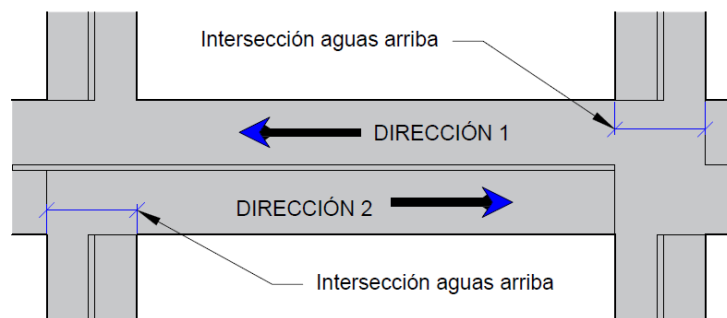 Intersección aguas arriba
DIRECCIÓN 1
DIRECCIÓN 2
Intersección aguas arriba